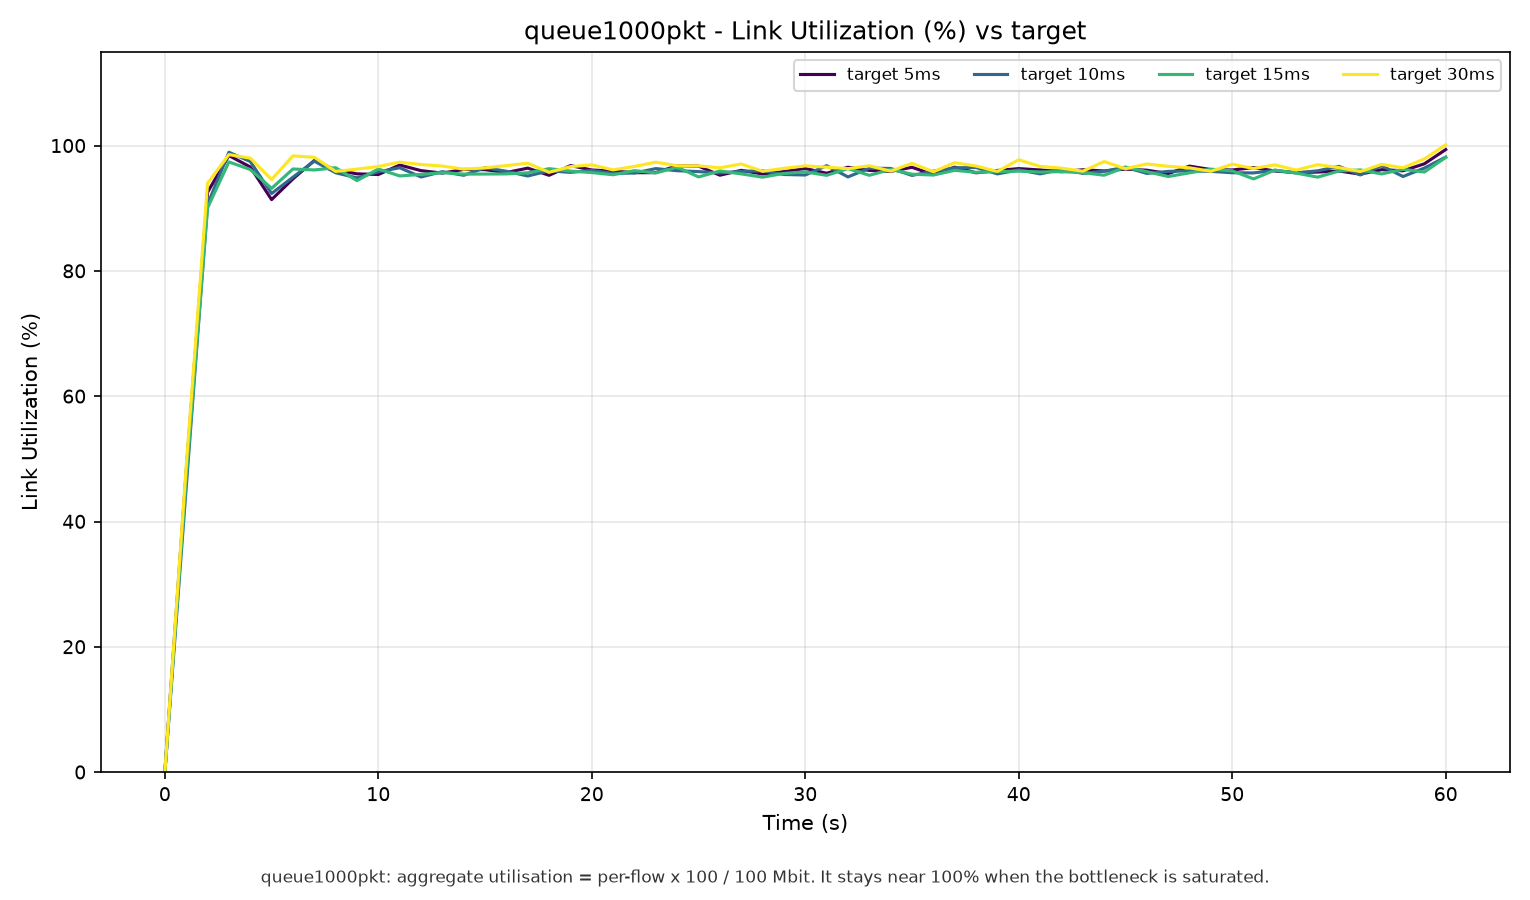 queue1000pkt - Link Utilization (%) vs target
target 5ms
target 10ms
target 15ms
target 30ms
Link Utilization (%)
100
80
60
40
20
0
0
10
20
30
40
50
60
Time (s)
queue1000pkt: aggregate utilisation = per-flow x 100 / 100 Mbit. It stays near 100% when the bottleneck is saturated.